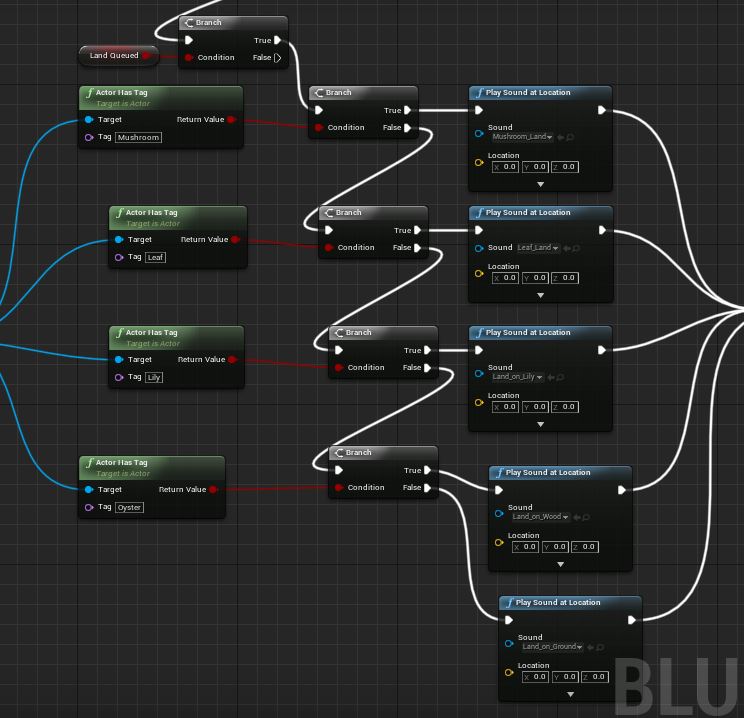 Branch
True
Land Queued
Condition
False
Actor Has Tag
Target is Actor
Target
Return Value
Tag
Mushroom
Branch
True
Condition
False
Play Sound at Location
Sound
Mushroom_Land
Location
X 0.0 Y 0.0 Z 0.0
Actor Has Tag
Target is Actor
Target
Return Value
Tag
Leaf
Branch
True
Condition
False
Play Sound at Location
Sound
Leaf_Land
Location
X 0.0 Y 0.0 Z 0.0
Actor Has Tag
Target is Actor
Target
Return Value
Tag
Lily
Branch
True
Condition
False
Play Sound at Location
Sound
Land_on_Lily
Location
X 0.0 Y 0.0 Z 0.0
Actor Has Tag
Target is Actor
Target
Return Value
Tag
Oyster
Branch
True
Condition
False
Play Sound at Location
Sound
Land_on_Wood
Location
X 0.0 Y 0.0 Z 0.0
Play Sound at Location
Sound
Land_on_Ground
Location
X 0.0 Y 0.0 Z 0.0
BLU